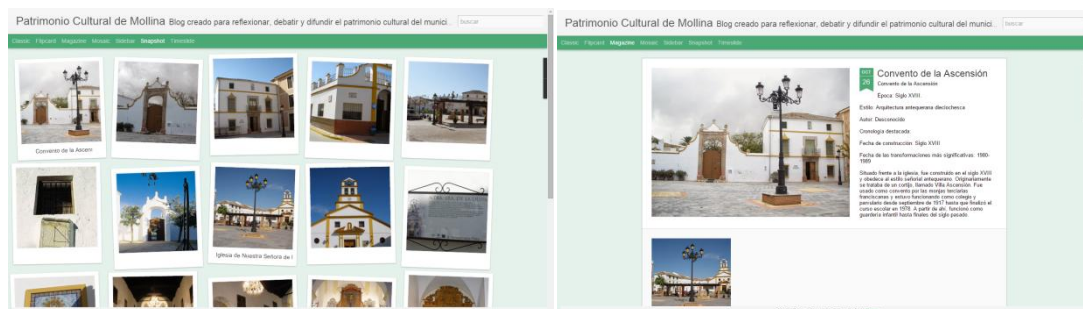 Patrimonio Cultural de Mollina Blog creado para reflexionar, debatir y difundir el patrimonio cultural del munici...
buscar
Classic Flipcard Magazine Mosaic Sidebar Snapshot Timeslide
Convento de la Ascens
Iglesia de Nuestra Señora de l
Patrimonio Cultural de Mollina Blog creado para reflexionar, debatir y difundir el patrimonio cultural del munici...
buscar
Classic Flipcard Magazine Mosaic Sidebar Snapshot Timeslide
OCT
26
Convento de la Ascensión
Convento de la Ascensión
Época: Siglo XVIII.
Estilo: Arquitectura antequerana dieciochesca
Autor: Desconocido
Cronología destacada:
Fecha de construcción: Siglo XVIII
Fecha de las transformaciones más significativas: 1980-
1989
Situado frente a la iglesia, fue construido en el siglo XVIII
y obedece al estilo señorial antequerano. Originariamente
se trataba de un cortijo, llamado Villa Ascensión. Fue
usado como convento por las monjas terciarias
franciscanas y estuvo funcionando como colegio y
parvulario desde septiembre de 1917 hasta que finalizó el
curso escolar en 1978. A partir de ahí, funcionó como
guardería infantil hasta finales del siglo pasado.